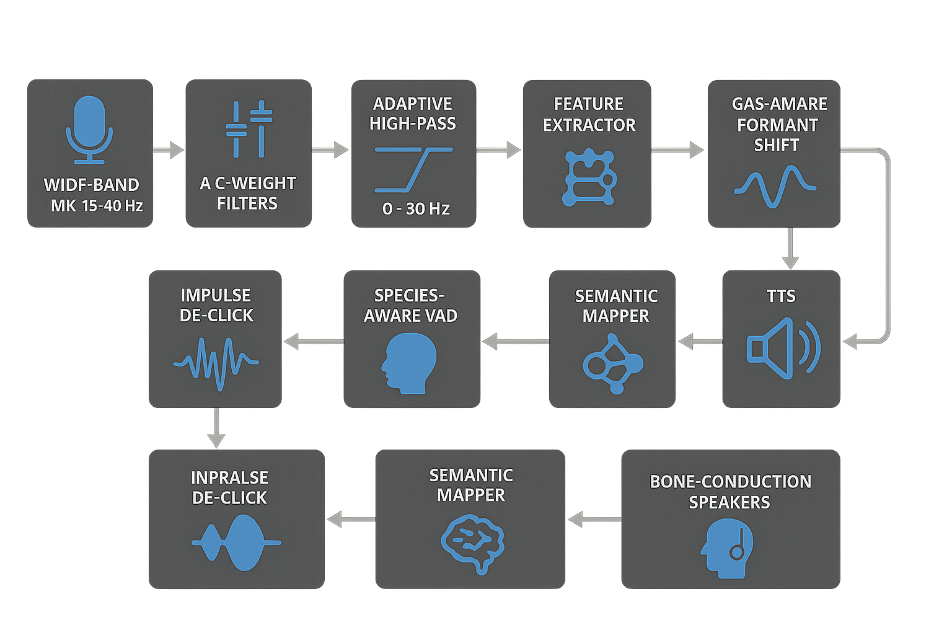 WIDF-BAND
MK 15-40 Hz
A C-WEIGHT
FILTERS
ADAPTIVE
HIGH-PASS
0 - 30 Hz
FEATURE
EXTRACTOR
GAS-AMARE
FORMANT
SHIFT
IMPULSE
DE-CLICK
SPECIES-
AWARE VAD
SEMANTIC
MAPPER
TTS
INPRALSE
DE-CLICK
SEMANTIC
MAPPER
BONE-CONDUCTION
SPEAKERS